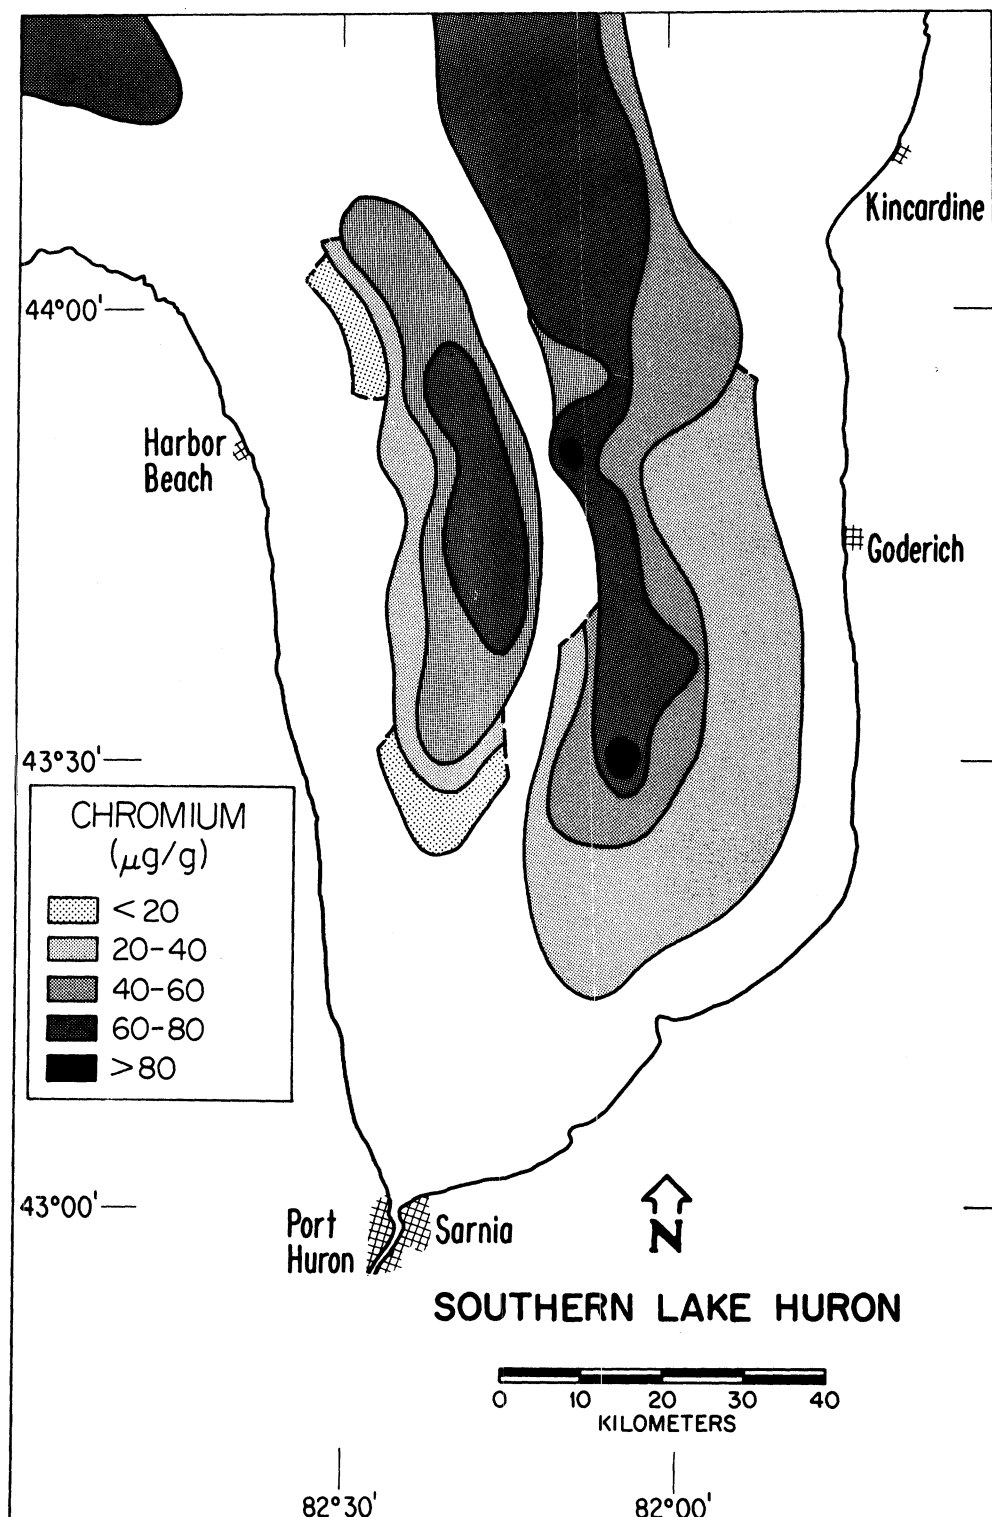 Kincardine
44°00'
Harbor
Beach
Goderich
43°30'
CHROMIUM
(μg/g)
<20
20-40
40-60
60-80
>80
43°00'
Port
Huron
Sarnia
N
SOUTHERN LAKE HURON
0 10 20 30 40
KILOMETERS
82°30' 82°00'